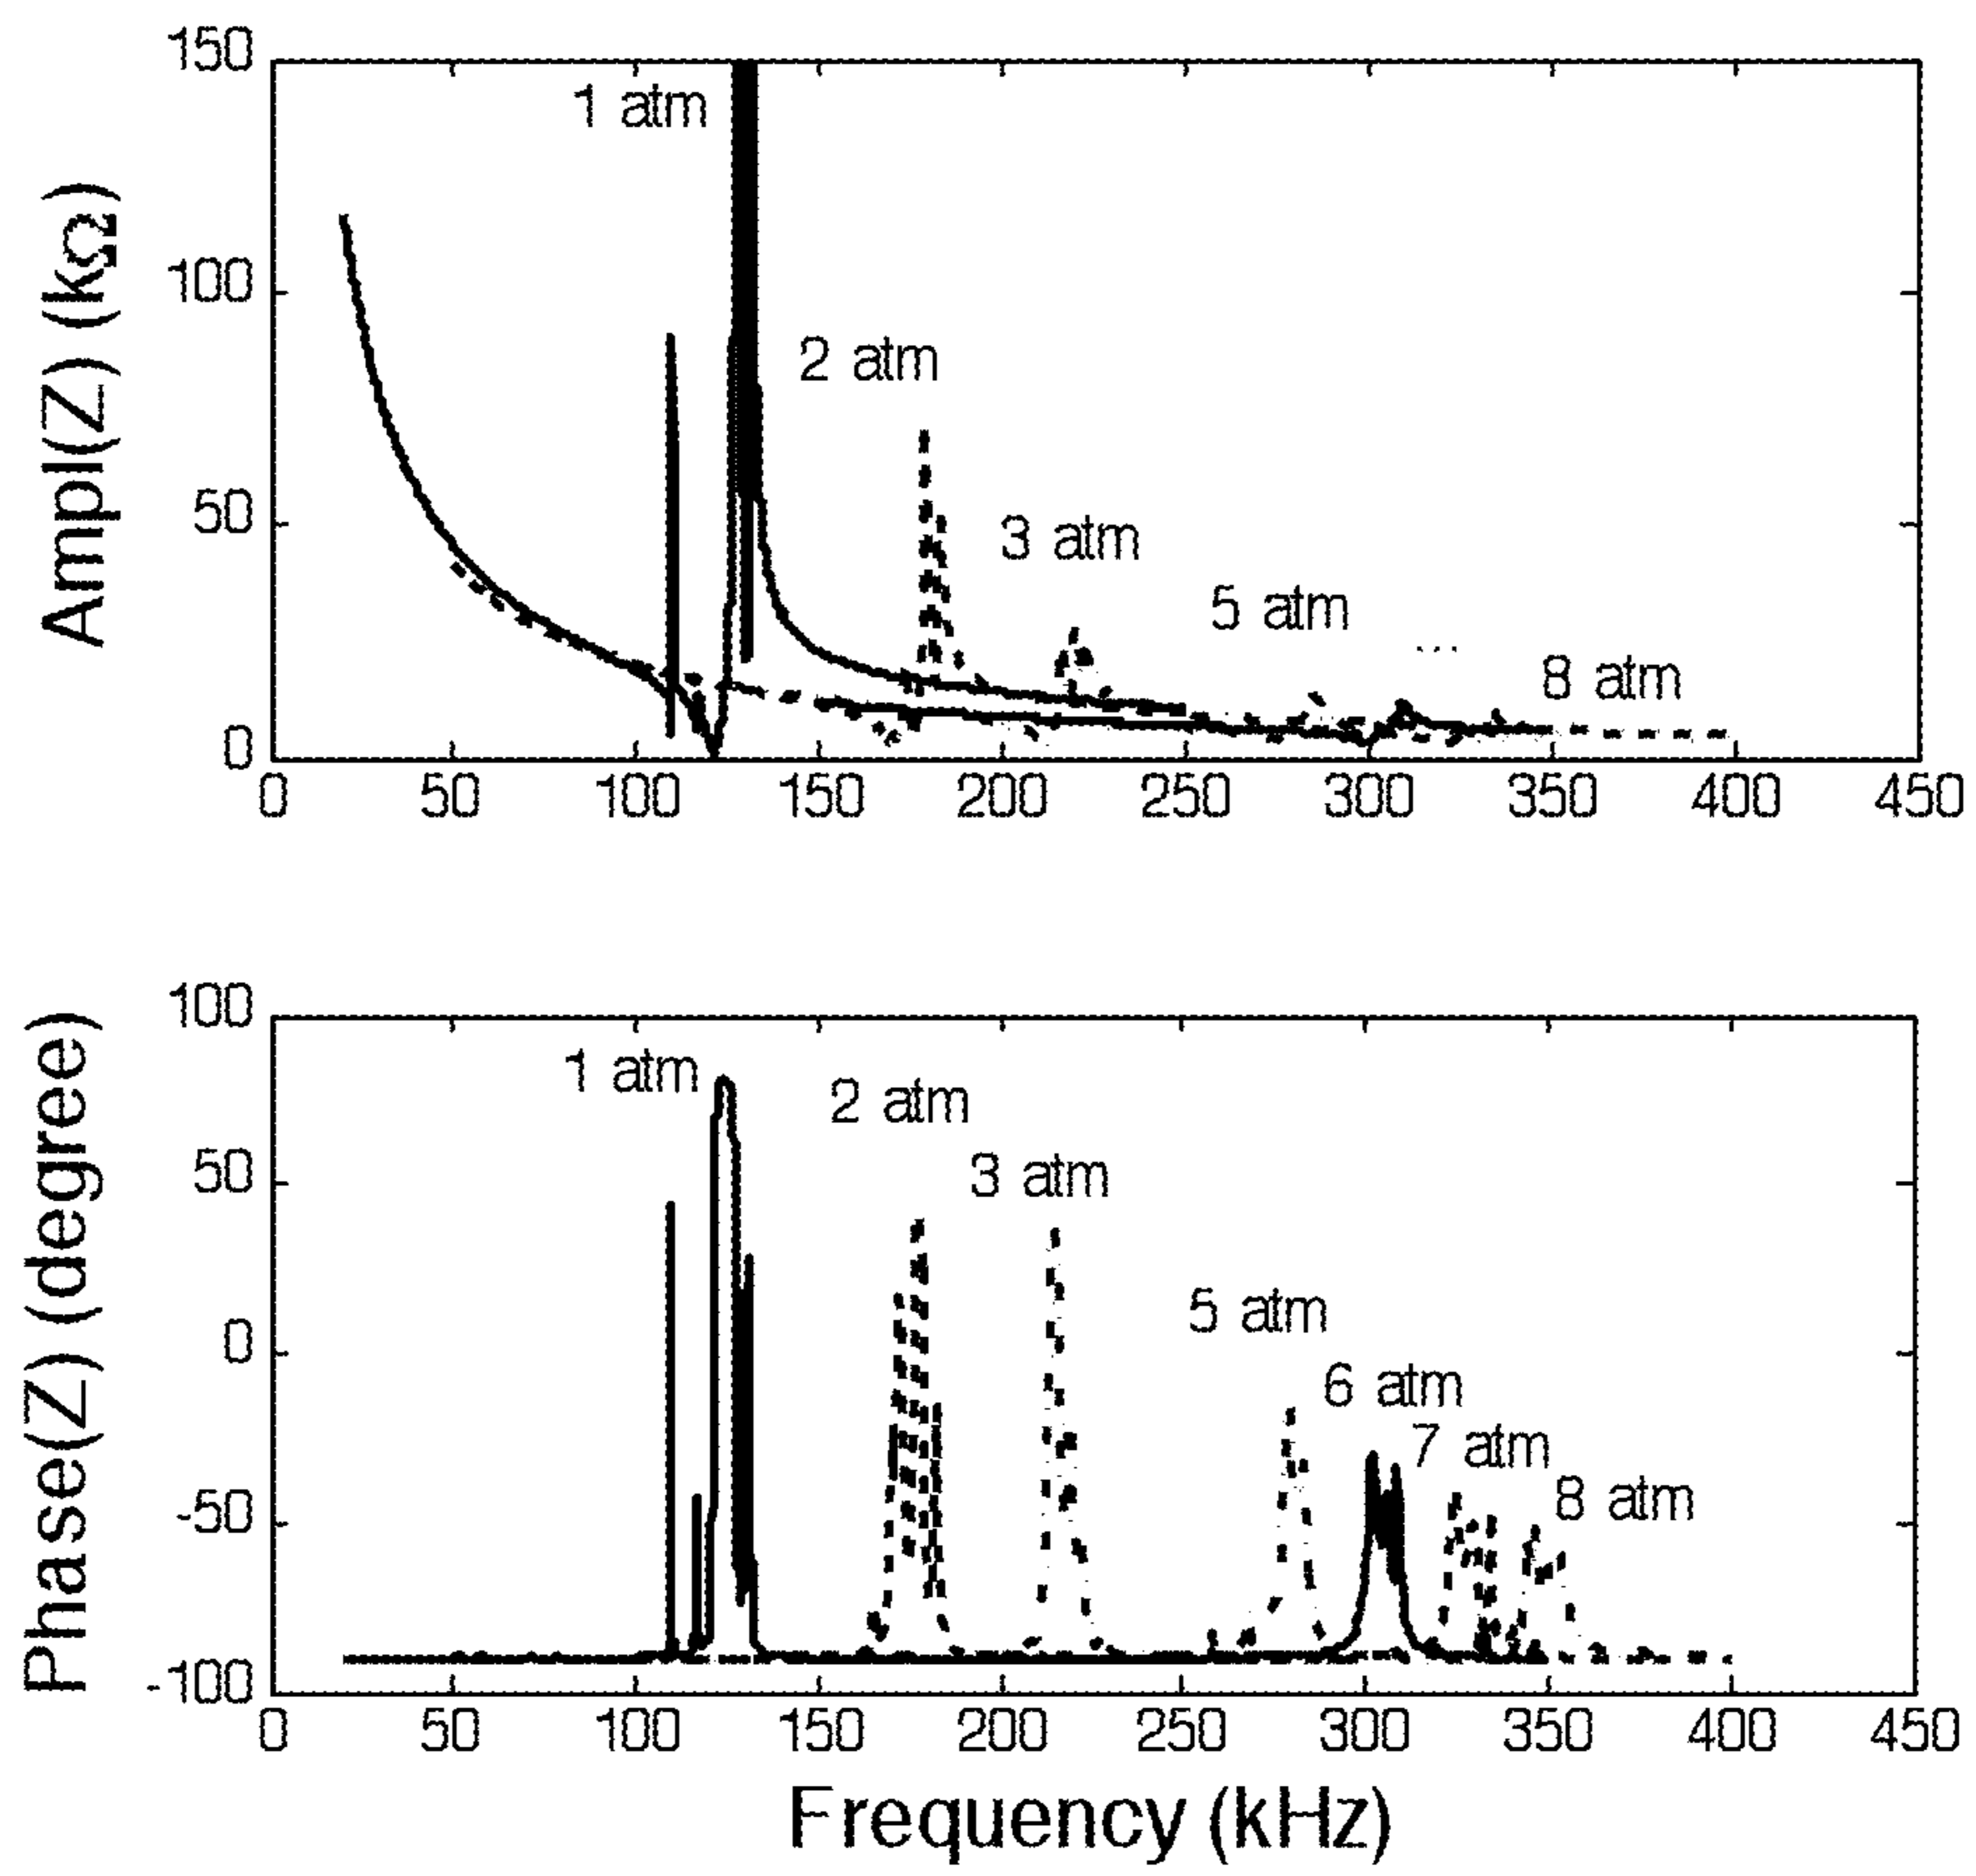 150
1 atm
2 atm
100
Ampl(Z) (kΩ)
50
3 atm
5 atm
8 atm
0
0 50 100 150 200 250 300 350 400 450
100
1 atm
2 atm
3 atm
50
Phase(Z) (degree)
5 atm
0
6 atm
7 atm
8 atm
-50
-100
0 50 100 150 200 250 300 350 400 450
Frequency (kHz)